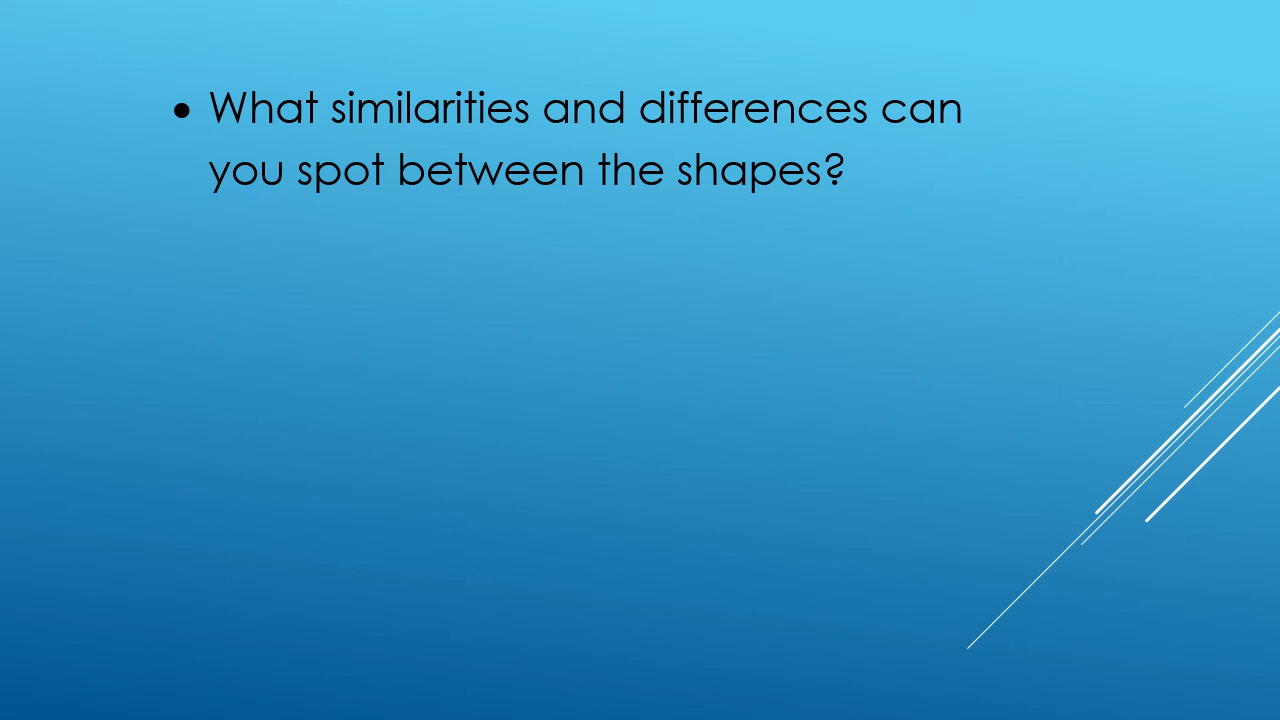 • What similarities and differences can
you spot between the shapes?